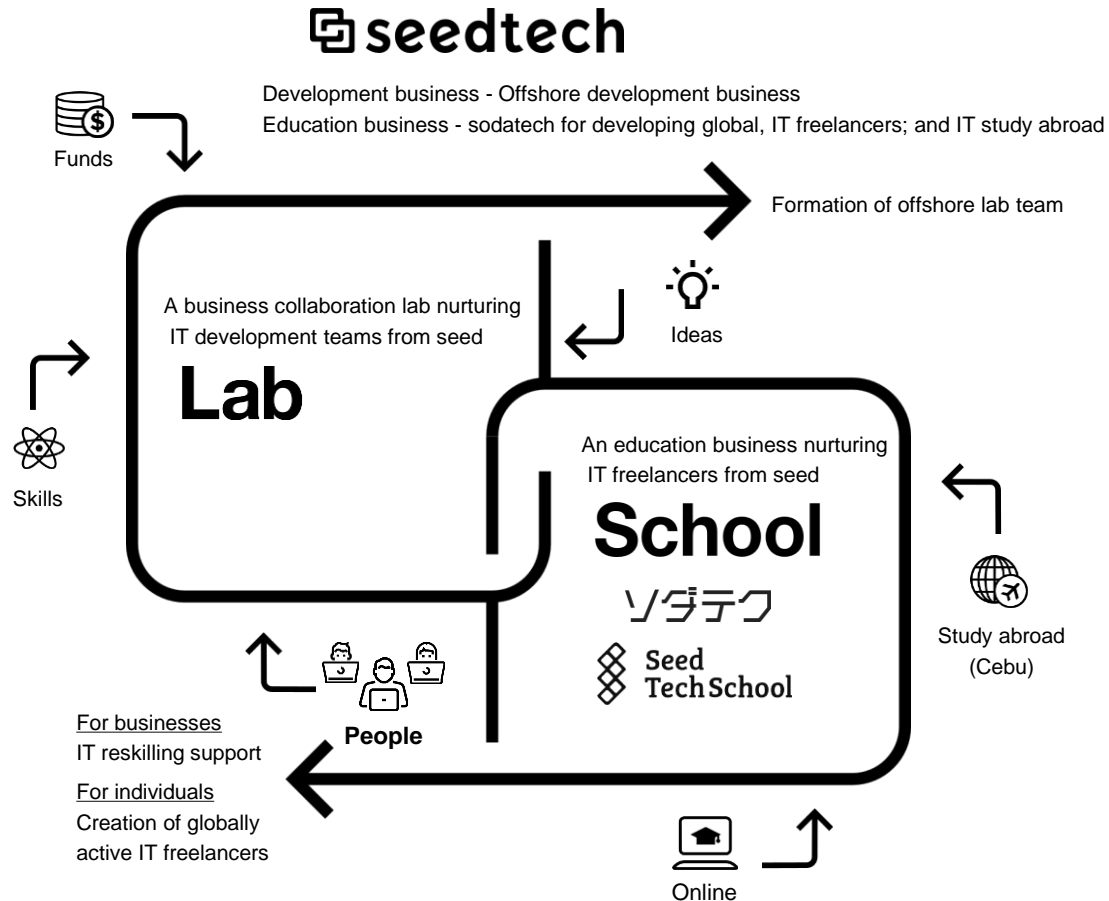 seedtech
Development business - Offshore development business
Education business - sodatech for developing global, IT freelancers; and IT study abroad
Funds
Formation of offshore lab team
A business collaboration lab nurturing
IT development teams from seed
Lab
Ideas
Skills
An education business nurturing
IT freelancers from seed
School
ソダテク
Seed
Tech School
Study abroad
(Cebu)
People
For businesses
IT reskilling support
For individuals
Creation of globally
active IT freelancers
Online